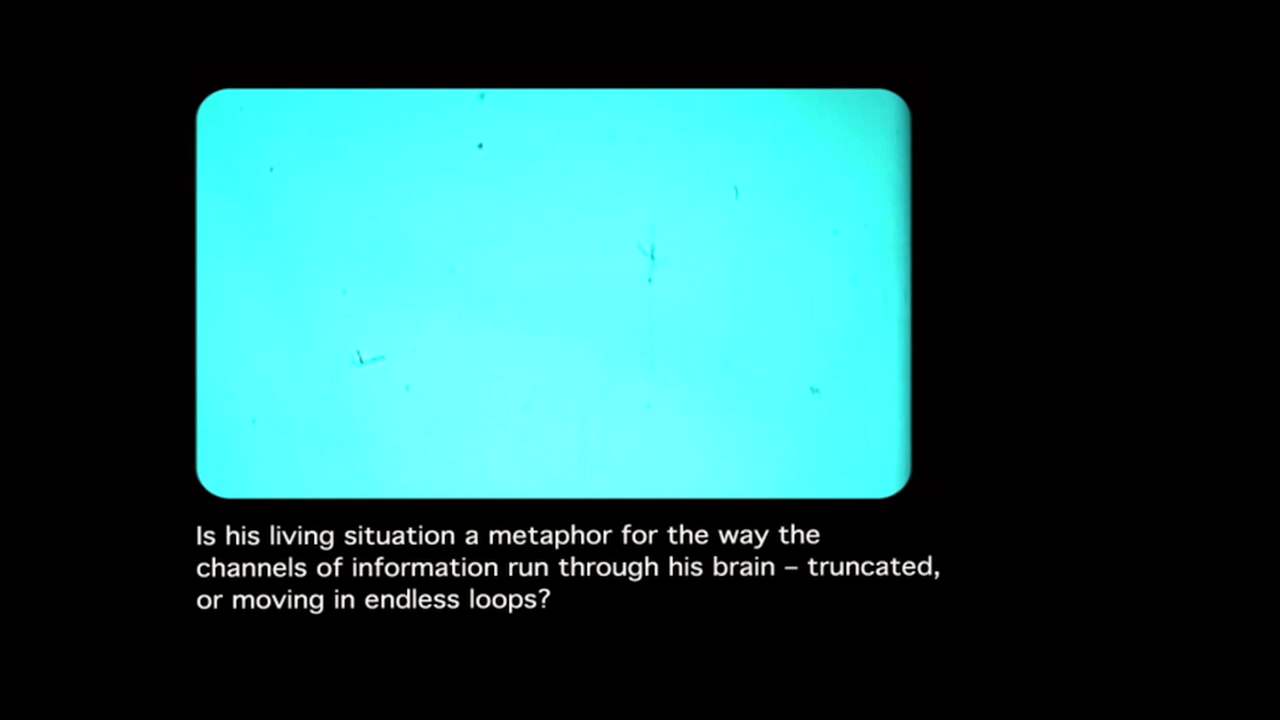 Is his living situation a metaphor for the way the
channels of information run through his brain – truncated,
or moving in endless loops?